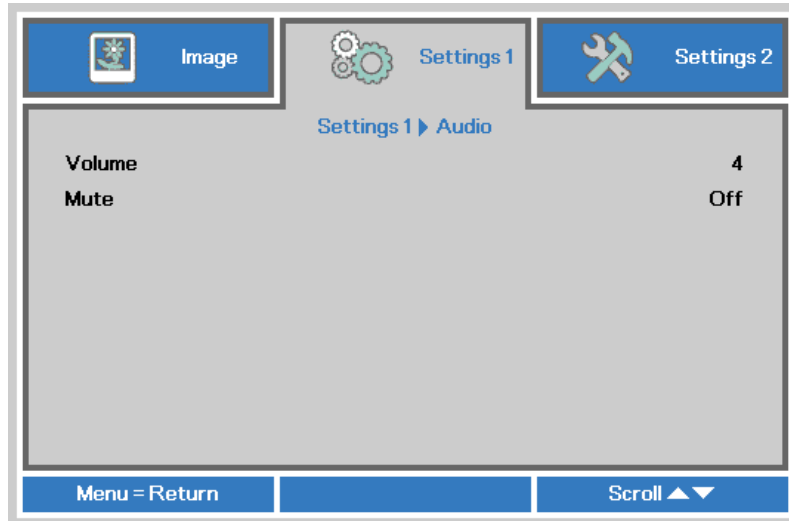 Image
Settings 1
Settings 2
Settings 1 ▶ Audio
Volume 4
Mute Off
Menu = Return
Scroll ▲▼